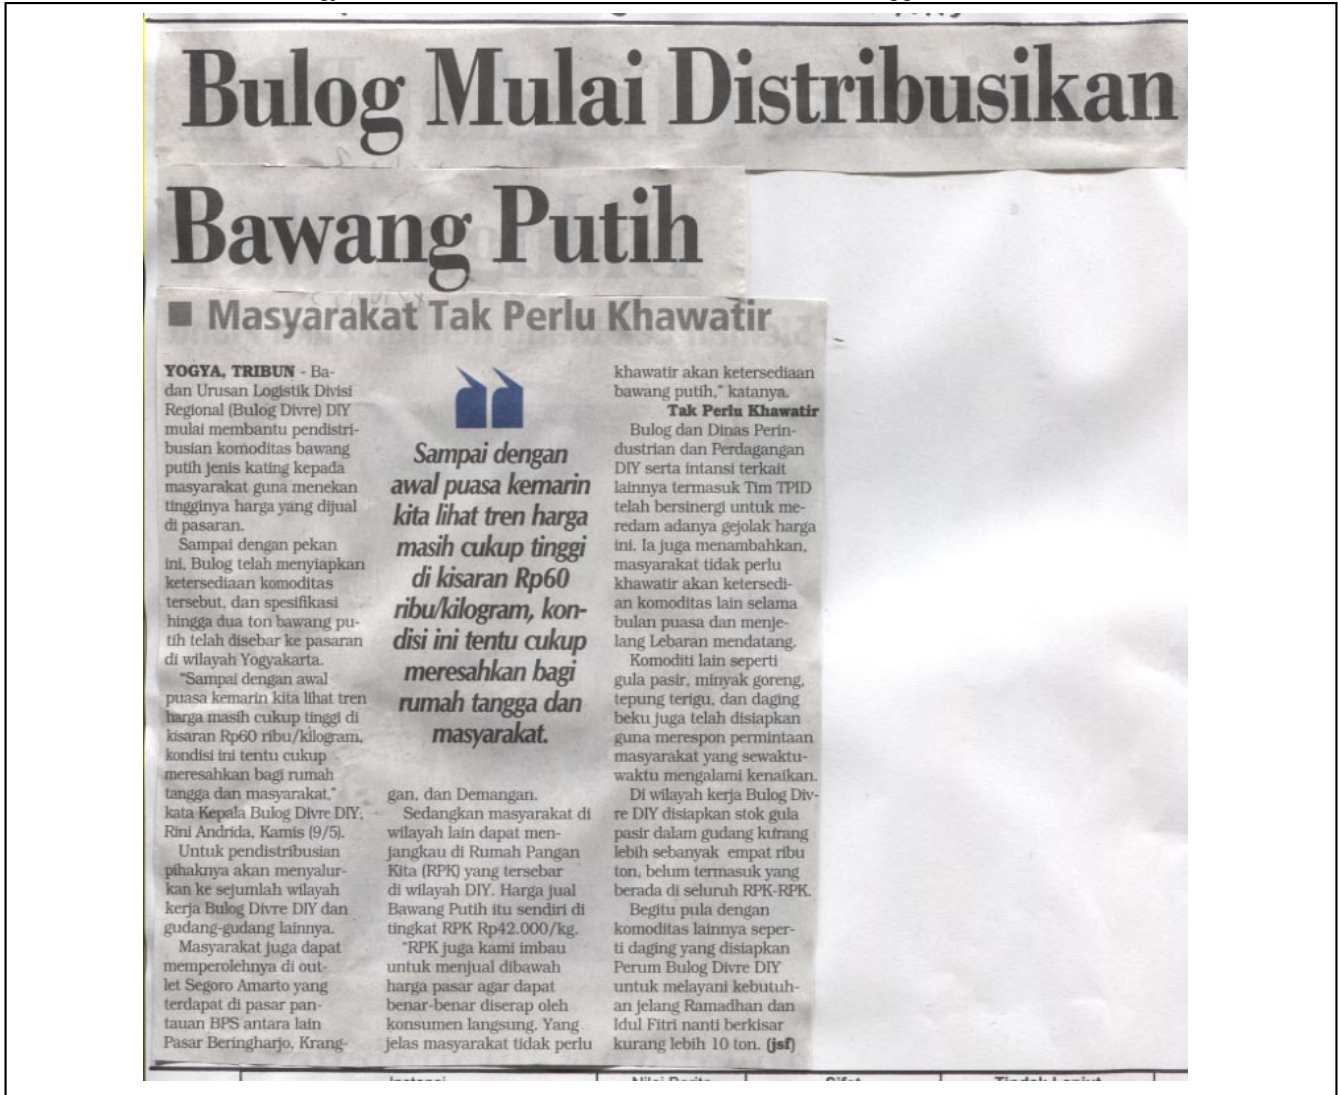 Bulog Mulai Distribusikan
Bawang Putih
■ Masyarakat Tak Perlu Khawatir
YOGYA, TRIBUN - Ba-
dan Urusan Logistik Divisi
Regional (Bulog Divre) DIY
mulai membantu pendistri-
busian komoditas bawang
putih jenis kating kepada
masyarakat guna menekan
tingginya harga yang dijual
di pasaran.
Sampai dengan pekan
ini, Bulog telah menyiapkan
ketersediaan komoditas
tersebut, dan spesifikasi
hingga dua ton bawang pu-
tih telah disebar ke pasaran
di wilayah Yogyakarta.
"Sampai dengan awal
puasa kemarin kita lihat tren
harga masih cukup tinggi di
kisaran Rp60 ribu/kilogram,
kondisi ini tentu cukup
meresahkan bagi rumah
tangga dan masyarakat,"
kata Kepala Bulog Divre DIY,
Rini Andrida, Kamis (9/5).
Untuk pendistribusian
pihaknya akan menyalur-
kan ke sejumlah wilayah
kerja Bulog Divre DIY dan
gudang-gudang lainnya.
Masyarakat juga dapat
memperolehnya di out-
let Segoro Amarto yang
terdapat di pasar pan-
tauan BPS antara lain
Pasar Beringharjo, Krang-
Sampai dengan
awal puasa kemarin
kita lihat tren harga
masih cukup tinggi
di kisaran Rp60
ribu/kilogram, kon-
disi ini tentu cukup
meresahkan bagi
rumah tangga dan
masyarakat.
gan, dan Demangan.
Sedangkan masyarakat di
wilayah lain dapat men-
jangkau di Rumah Pangan
Kita (RPK) yang tersebar
di wilayah DIY. Harga jual
Bawang Putih itu sendiri di
tingkat RPK Rp42.000/kg.
"RPK juga kami imbau
untuk menjual dibawah
harga pasar agar dapat
benar-benar diserap oleh
konsumen langsung. Yang
jelas masyarakat tidak perlu
khawatir akan ketersediaan
bawang putih," katanya.
Tak Perlu Khawatir
Bulog dan Dinas Perin-
dustrian dan Perdagangan
DIY serta intansi terkait
lainnya termasuk Tim TPID
telah bersinergi untuk me-
redam adanya gejolak harga
ini. Ia juga menambahkan,
masyarakat tidak perlu
khawatir akan ketersedi-
an komoditas lain selama
bulan puasa dan menje-
lang Lebaran mendatang.
Komoditi lain seperti
gula pasir, minyak goreng,
tepung terigu, dan daging
beku juga telah disiapkan
guna merespon permintaan
masyarakat yang sewaktu-
waktu mengalami kenaikan.
Di wilayah kerja Bulog Div-
re DIY disiapkan stok gula
pasir dalam gudang kufrang
lebih sebanyak empat ribu
ton, belum termasuk yang
berada di seluruh RPK-RPK.
Begitu pula dengan
komoditas lainnya seper-
ti daging yang disiapkan
Perum Bulog Divre DIY
untuk melayani kebutuh-
an jelang Ramadhan dan
Idul Fitri nanti berkisar
kurang lebih 10 ton. (jsf)